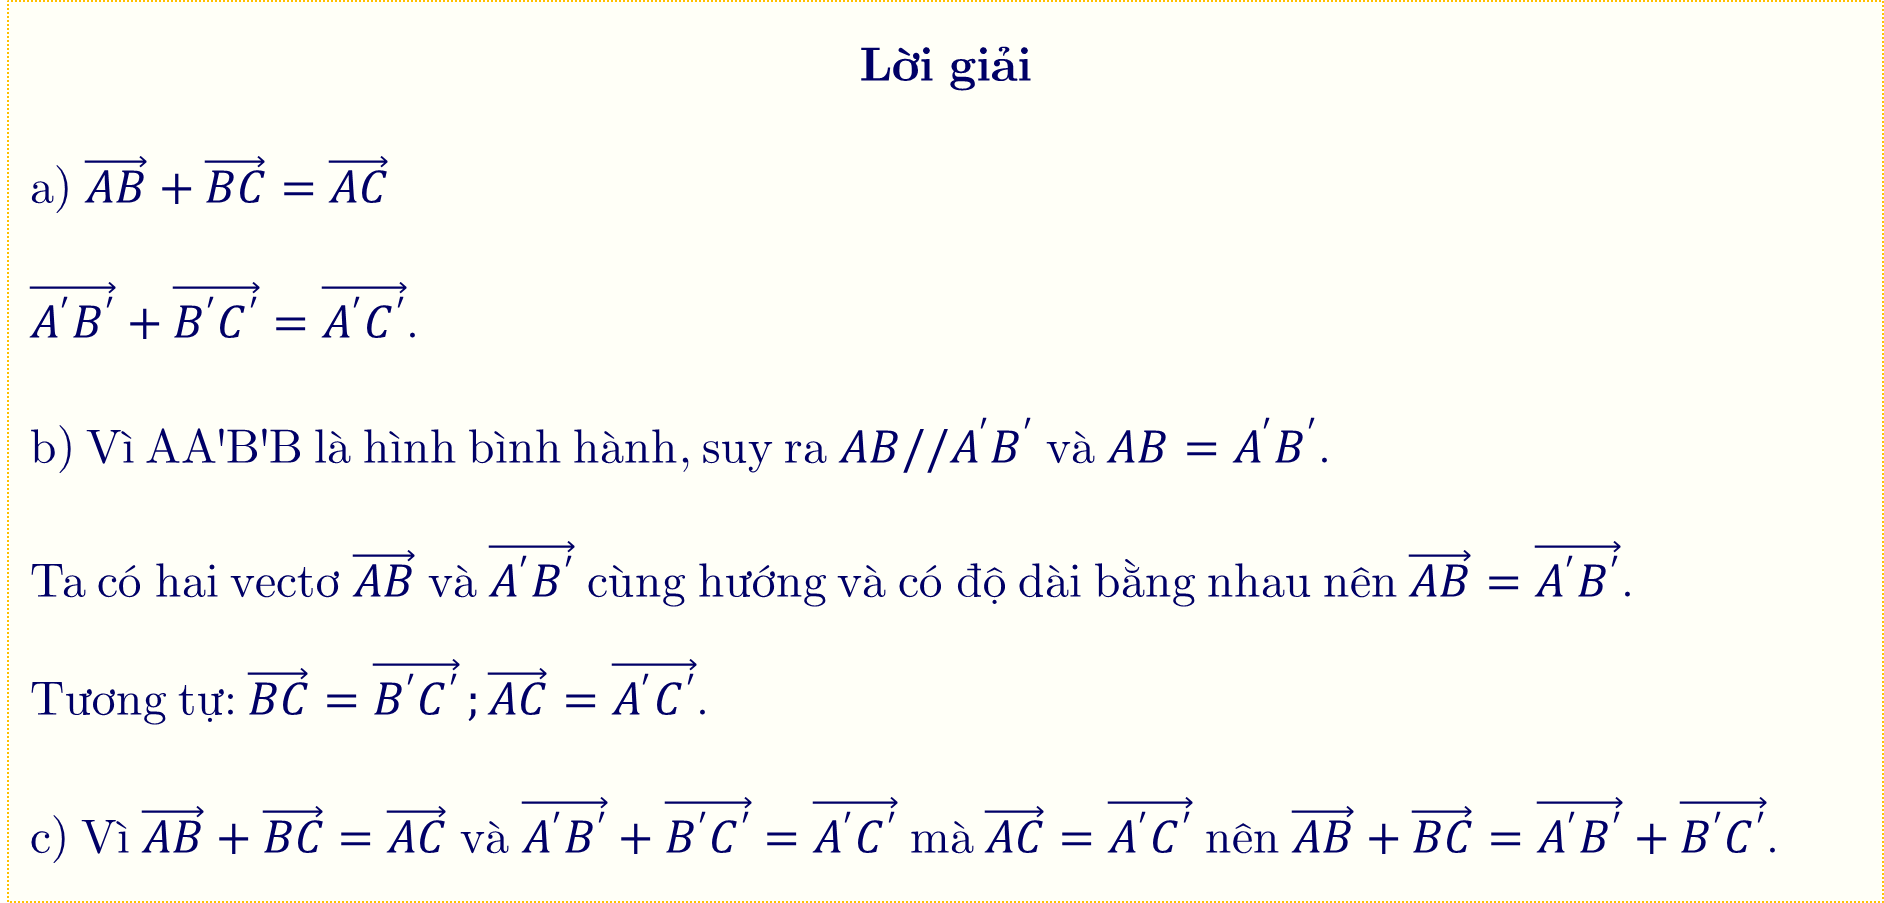 Lời giải
a) $\overrightarrow{AB} + \overrightarrow{BC} = \overrightarrow{AC}$
$\overrightarrow{A'B'} + \overrightarrow{B'C'} = \overrightarrow{A'C'}$.
b) Vì AA'B'B là hình bình hành, suy ra $AB//A'B'$ và $AB = A'B'$.
Ta có hai vectơ $\overrightarrow{AB}$ và $\overrightarrow{A'B'}$ cùng hướng và có độ dài bằng nhau nên $\overrightarrow{AB} = \overrightarrow{A'B'}$.
Tương tự: $\overrightarrow{BC} = \overrightarrow{B'C'}; \overrightarrow{AC} = \overrightarrow{A'C'}$.
c) Vì $\overrightarrow{AB} + \overrightarrow{BC} = \overrightarrow{AC}$ và $\overrightarrow{A'B'} + \overrightarrow{B'C'} = \overrightarrow{A'C'}$ mà $\overrightarrow{AC} = \overrightarrow{A'C'}$ nên $\overrightarrow{AB} + \overrightarrow{BC} = \overrightarrow{A'B'} + \overrightarrow{B'C'}$.